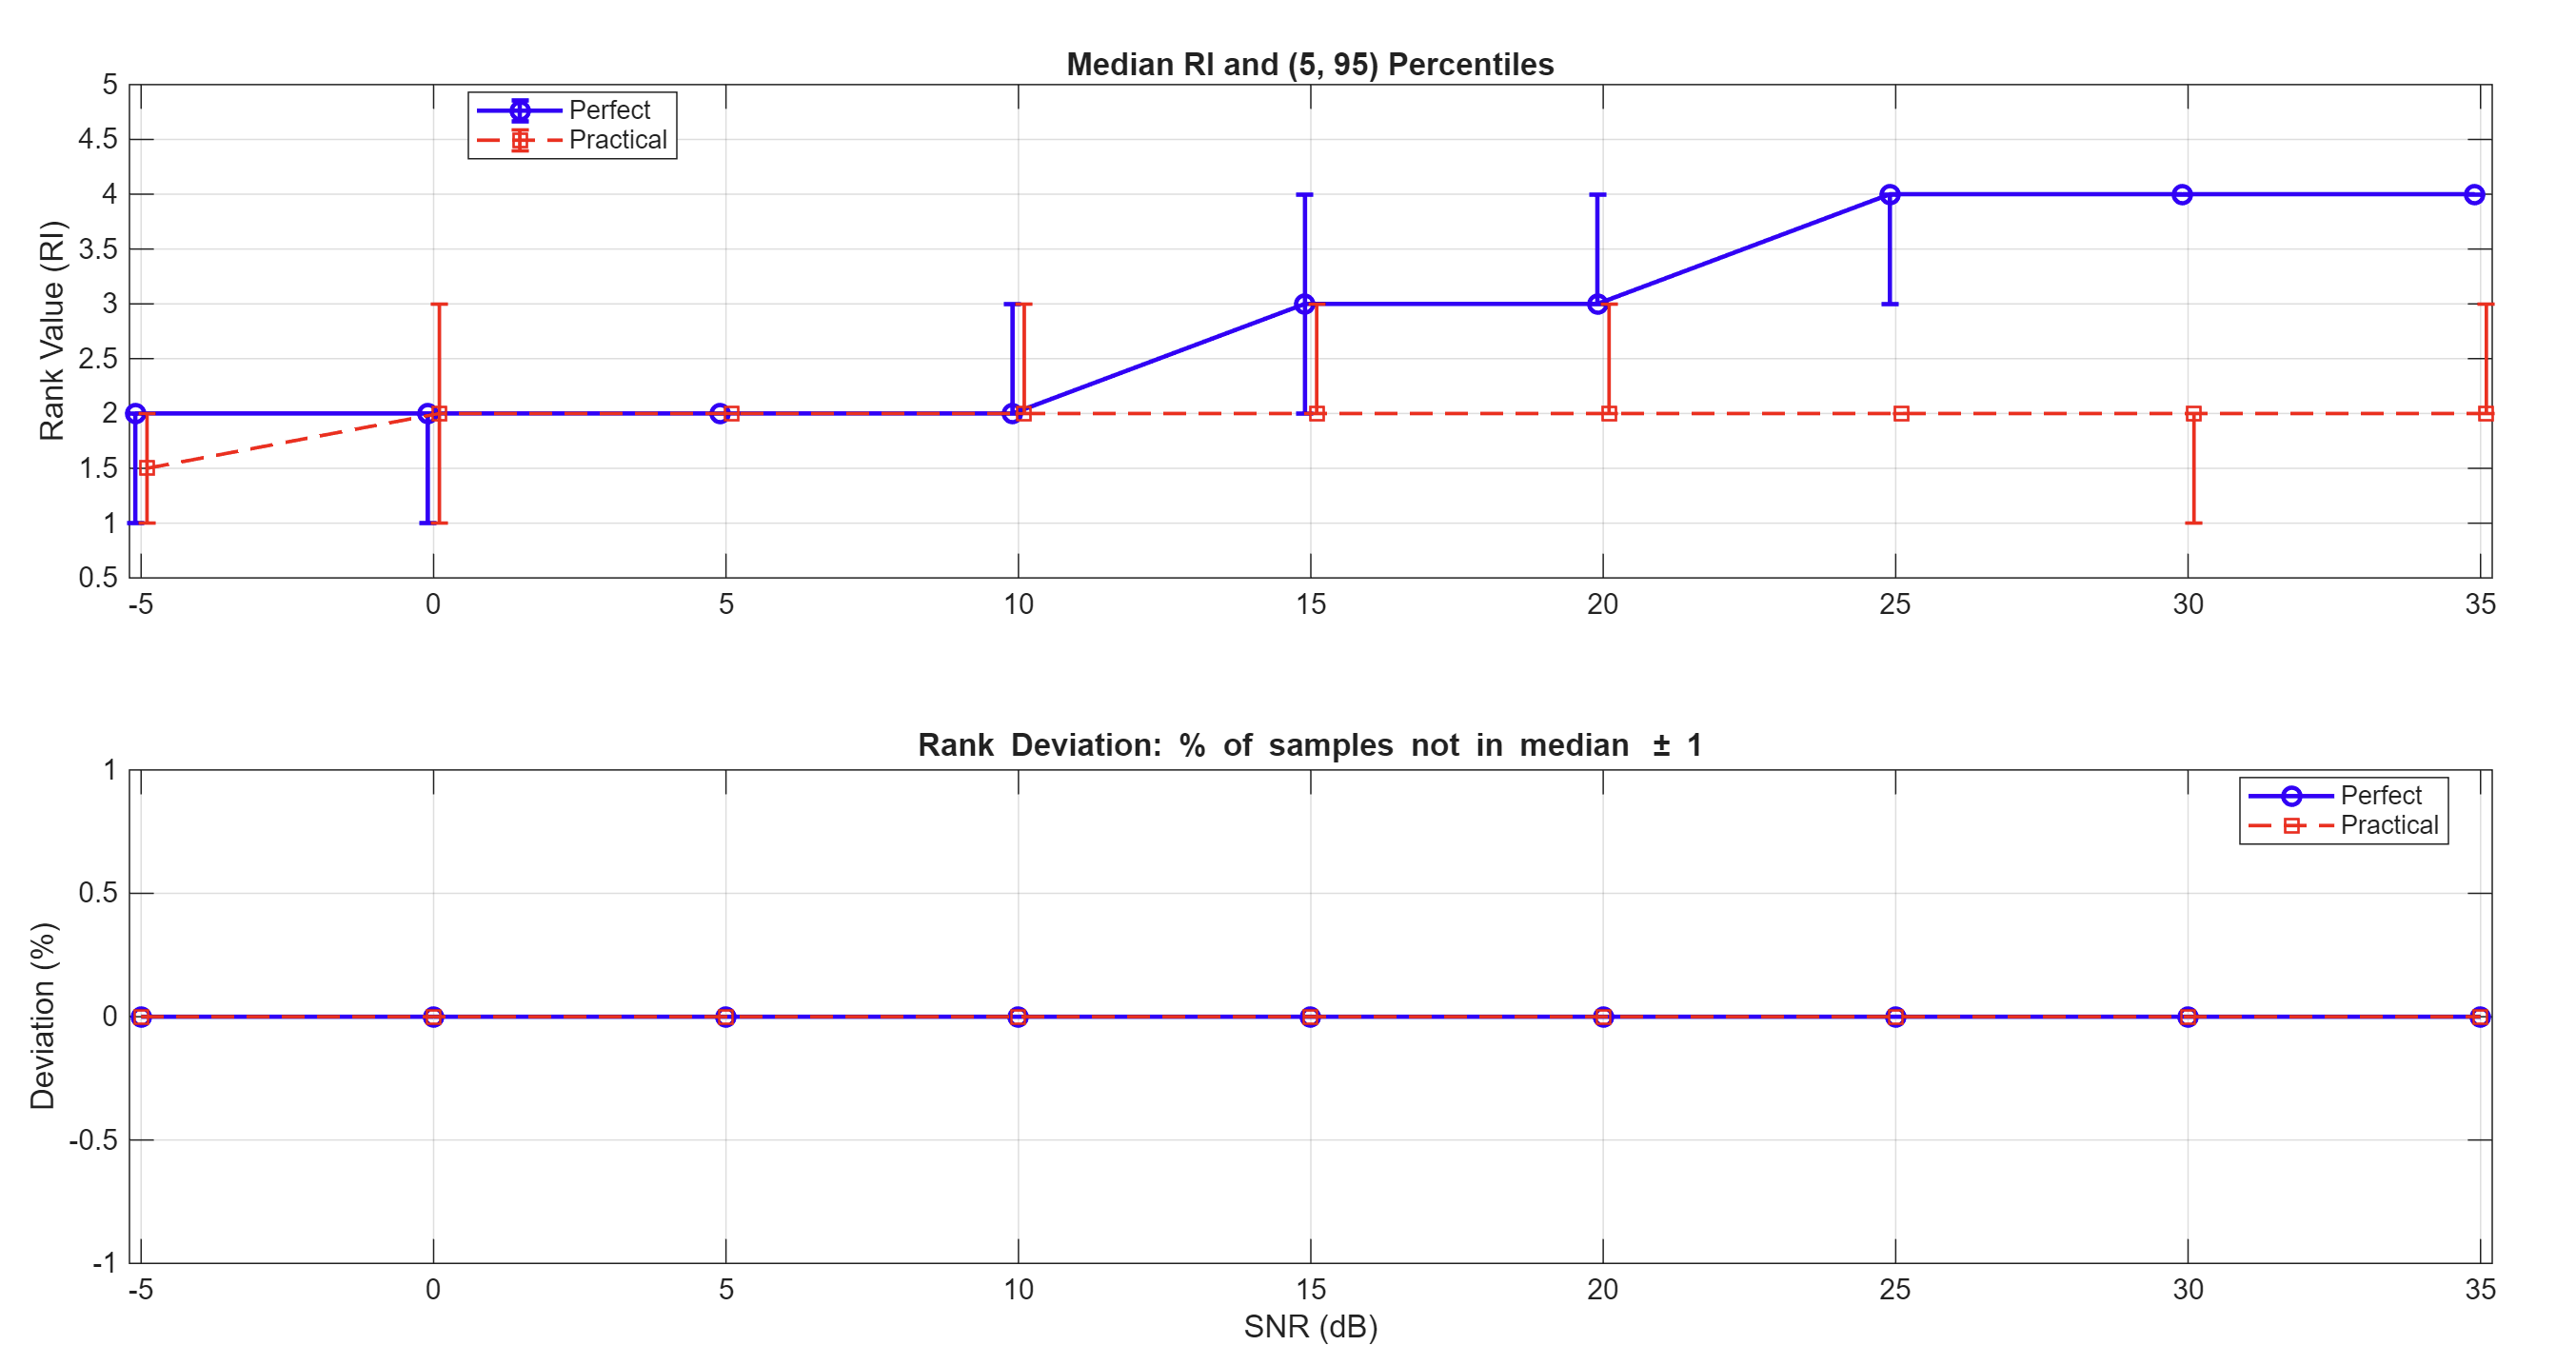 Median RI and (5, 95) Percentiles
Perfect
Practical
Rank Value (RI)
5
4.5
4
3.5
3
2.5
2
1.5
1
0.5
-5 0 5 10 15 20 25 30 35
Rank Deviation: % of samples not in median ± 1
Perfect
Practical
Deviation (%)
1
0.5
0
-0.5
-1
-5 0 5 10 15 20 25 30 35
SNR (dB)